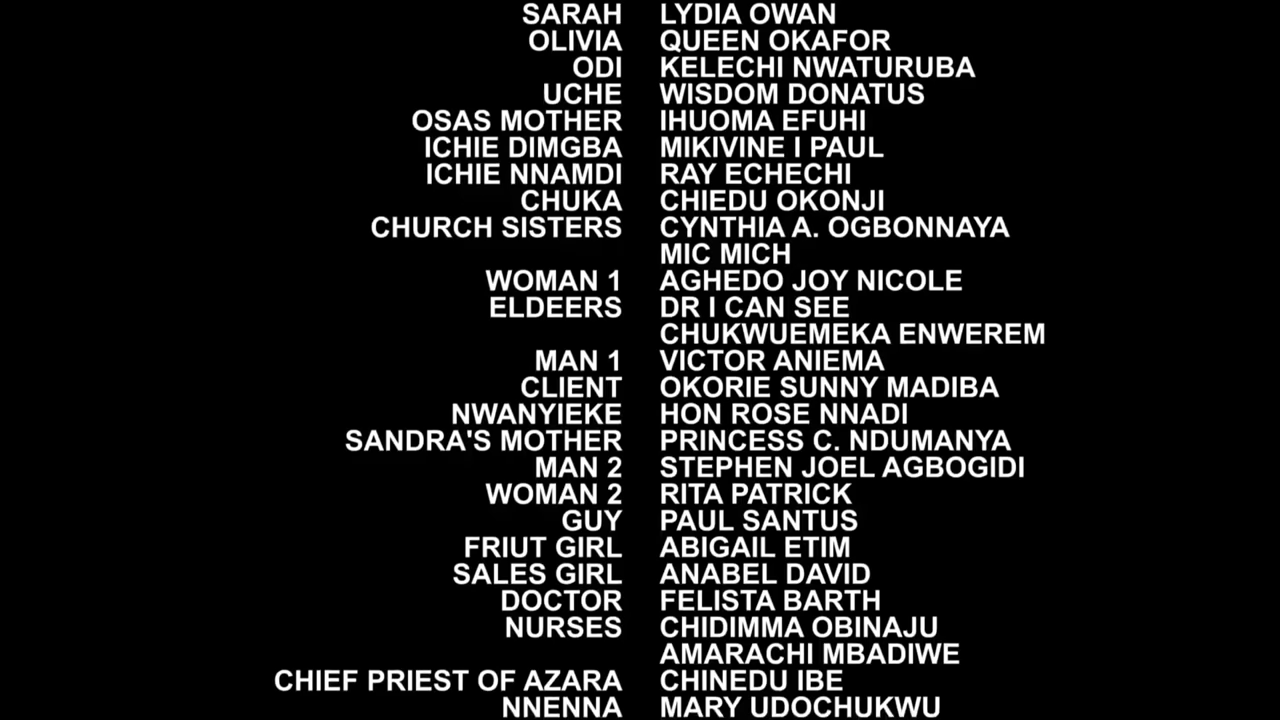 SARAH LYDIA OWAN
OLIVIA QUEEN OKAFOR
ODI KELECHI NWATURUBA
UCHE WISDOM DONATUS
OSAS MOTHER IHUOMA EFUHI
ICHIE DIMGBA MIKIVINE I PAUL
ICHIE NNAMDI RAY ECHECHI
CHUKA CHIEDU OKONJI
CHURCH SISTERS CYNTHIA A. OGBONNAYA
MIC MICH
WOMAN 1 AGHEDO JOY NICOLE
ELDEERS DR I CAN SEE
CHUKWUEMEKA ENWEREM
MAN 1 VICTOR ANIEMA
CLIENT OKORIE SUNNY MADIBA
NWANYIEKE HON ROSE NNADI
SANDRA'S MOTHER PRINCESS C. NDUMANYA
MAN 2 STEPHEN JOEL AGBOGIDI
WOMAN 2 RITA PATRICK
GUY PAUL SANTUS
FRIUT GIRL ABIGAIL ETIM
SALES GIRL ANABEL DAVID
DOCTOR FELISTA BARTH
NURSES CHIDIMMA OBINAJU
AMARACHI MBADIWE
CHIEF PRIEST OF AZARA CHINEDU IBE
NNENNA MARY UDOCHUKWU